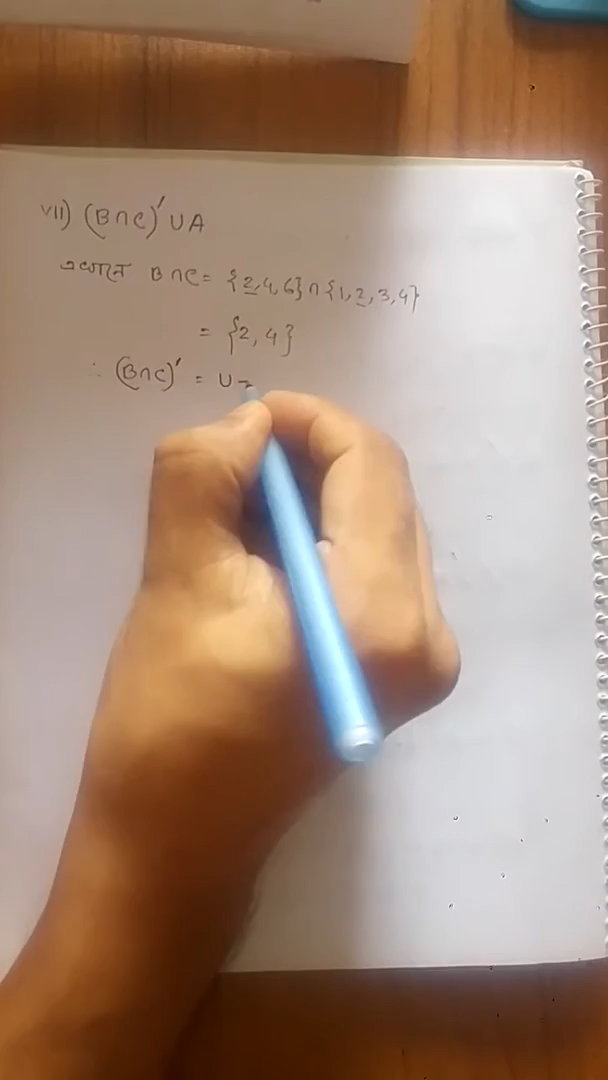 VII) (B∩C)′ ∪ A
এখানে B∩C = {2,4,6} ∩ {1,2,3,4}
= {2,4}
∴ (B∩C)′ = U -